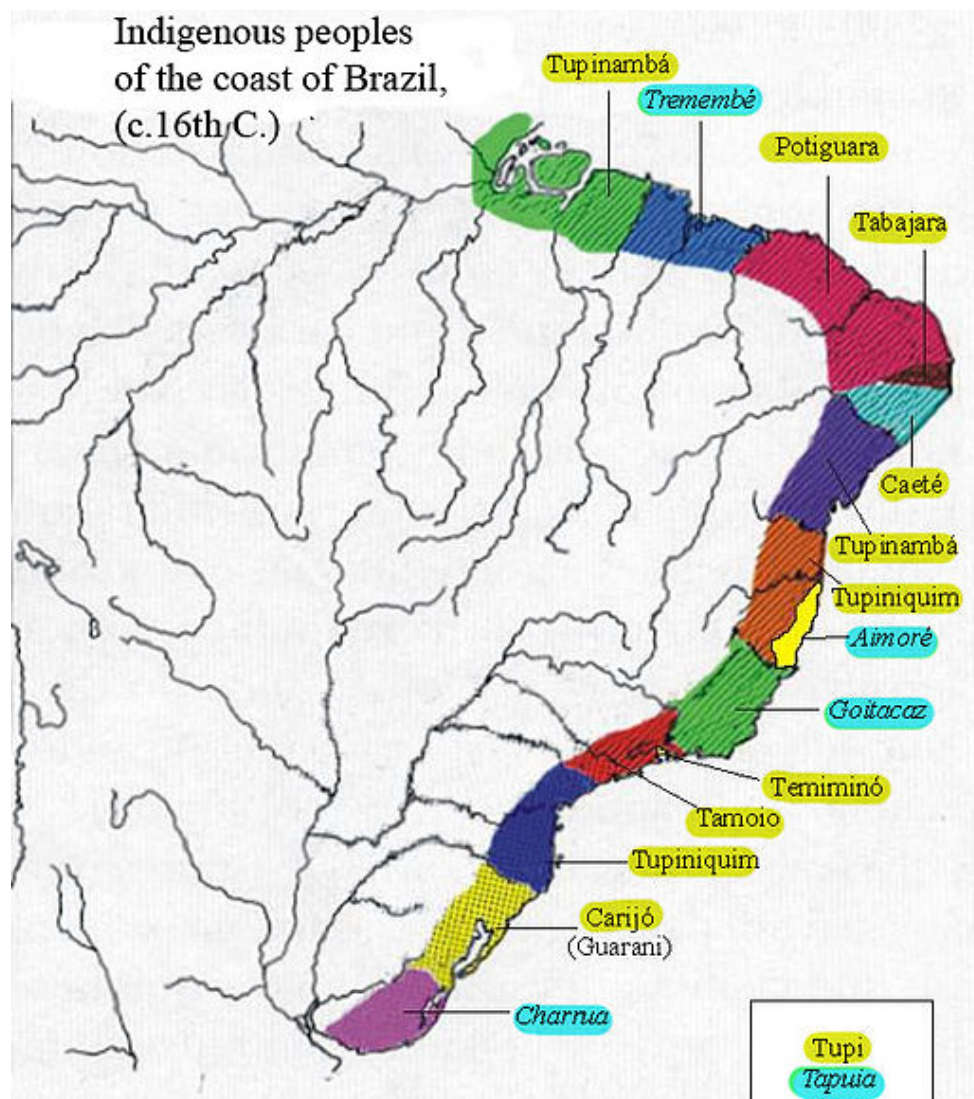 Indigenous peoples
of the coast of Brazil,
(c.16th C.)
Tupinambá
Tremembé
Potiguara
Tabajara
Caeté
Tupinambá
Tupiniquim
Aimoré
Goitacaz
Temiminó
Tamoio
Tupiniquim
Carijó
(Guarani)
Charrua
Tupi
Tapuia